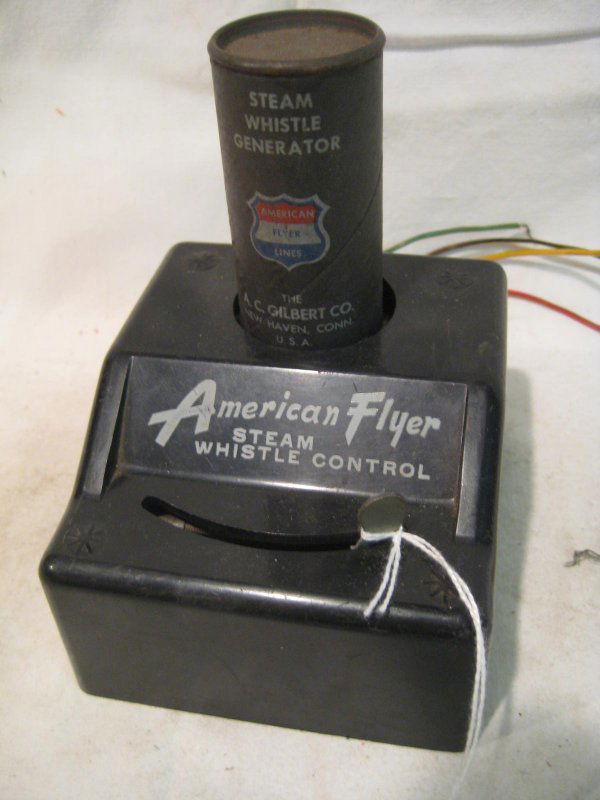 STEAM
WHISTLE
GENERATOR
AMERICAN
FLYER
LINES
THE
A. C. GILBERT CO.
NEW HAVEN, CONN.
U. S. A.
American Flyer
STEAM
WHISTLE CONTROL